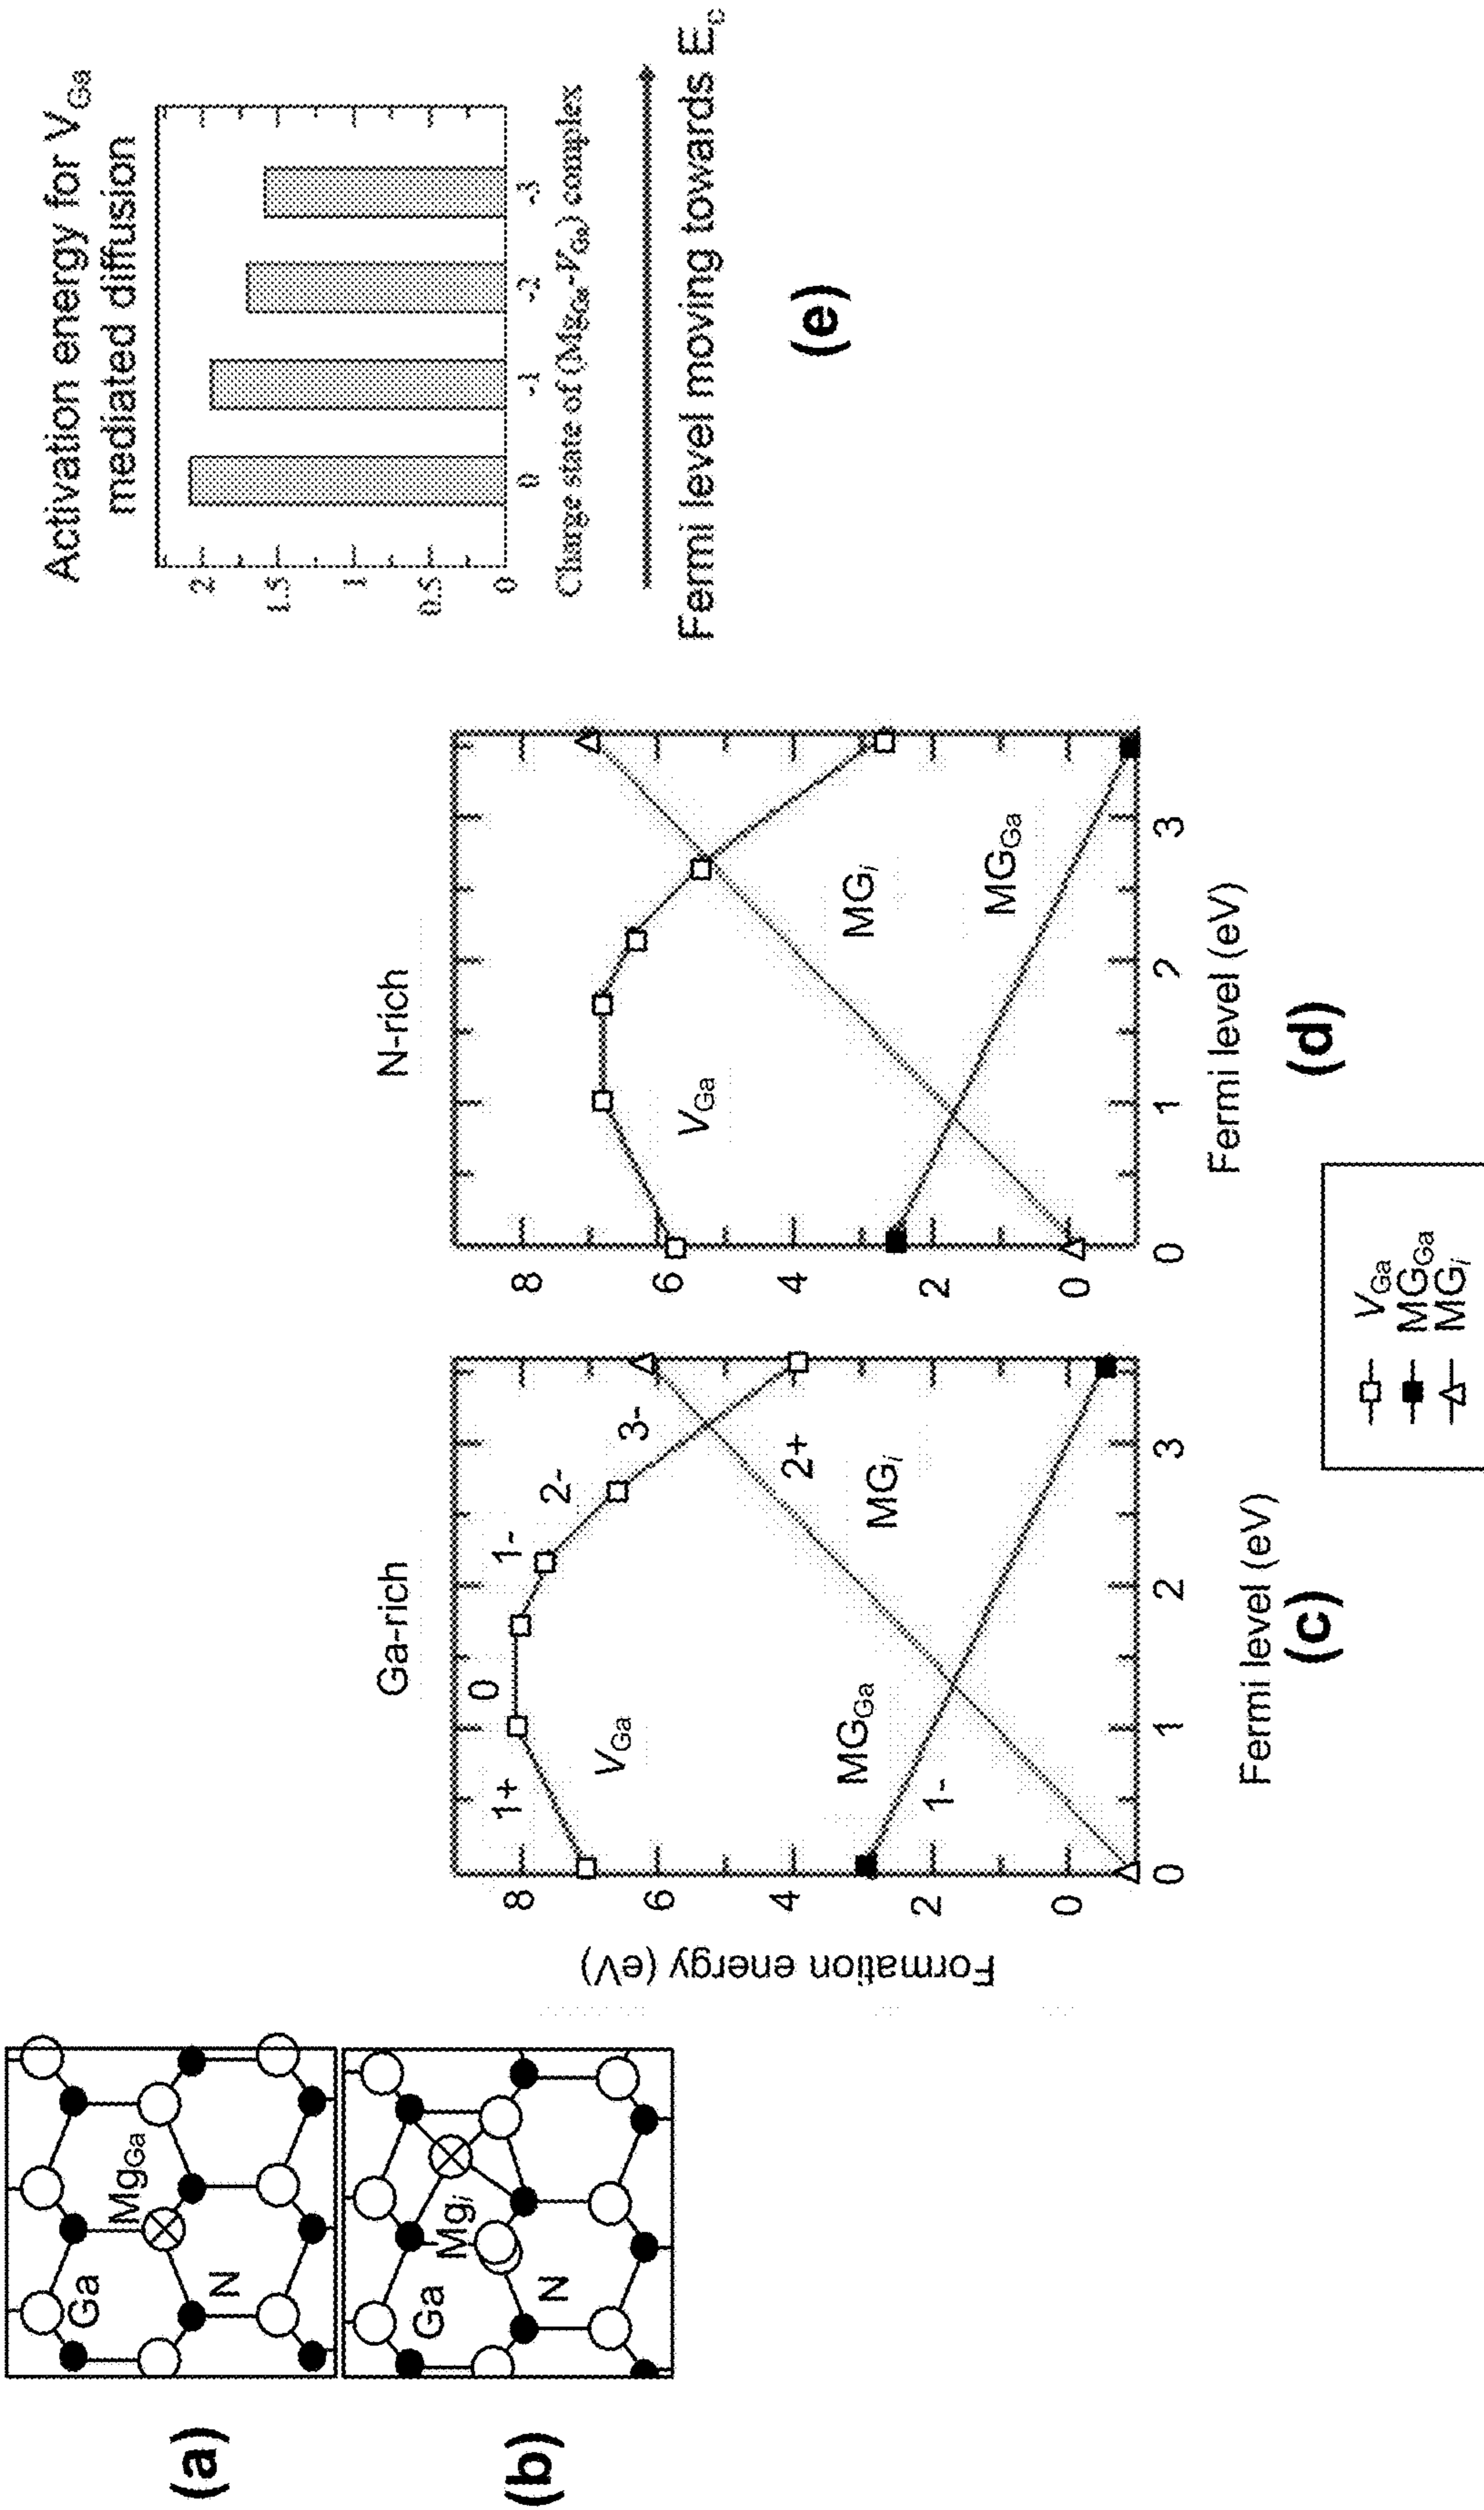 (a)
Ga
Mg_Ga
N
(b)
Ga
Mg_i
N
Formation energy (eV)
Ga-rich
8
6
4
2
0
1+
0
1-
2-
3-
V_Ga
MG_Ga
1-
2+
MG_i
0
1
2
3
Fermi level (eV)
(c)
N-rich
8
6
4
2
0
V_Ga
MG_i
MG_Ga
0
1
2
3
Fermi level (eV)
(d)
V_Ga
MG_Ga
MG_i
Activation energy for V_Ga
mediated diffusion
2
1.5
1
0.5
0
0
-1
-2
-3
Charge state of (Mg_Ga-V_Ga) complex
Fermi level moving towards E_c
(e)